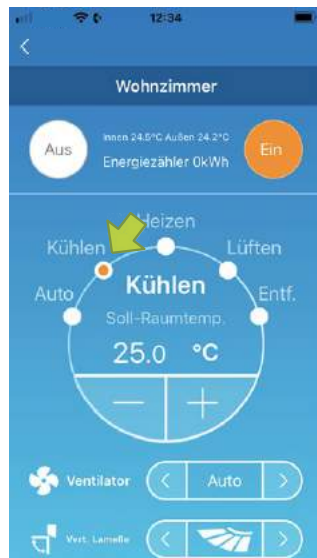 12:34
Wohnzimmer
Innen 24.5°C Außen 24.2°C
Aus
Ein
Energiezähler 0kWh
Heizen
Kühlen
Lüften
Auto
Kühlen
Entf.
Soll-Raumtemp.
25.0 °C
Ventilator
Auto
Vert. Lamelle